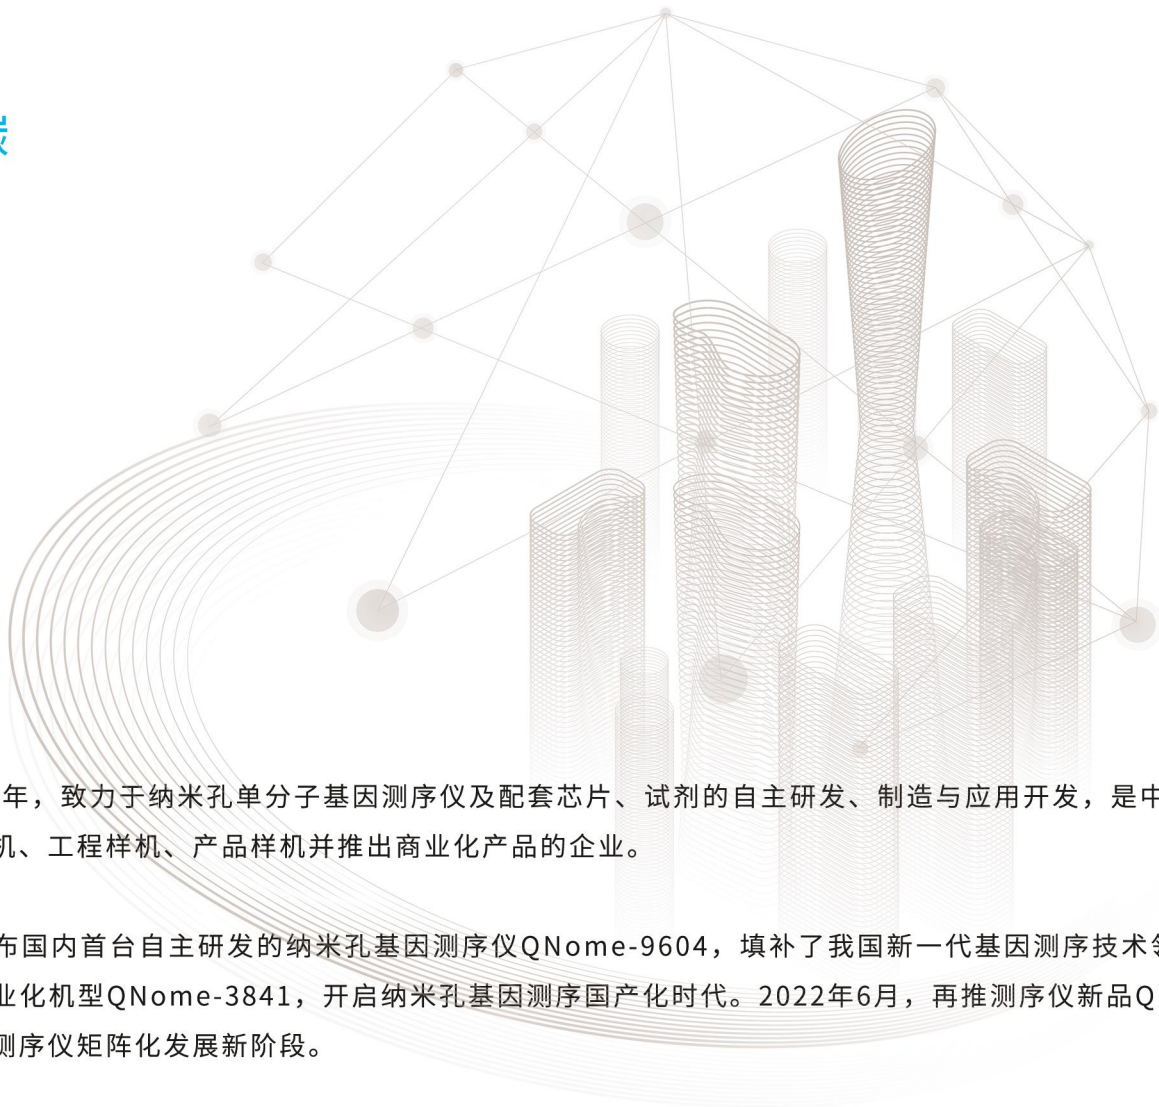 年，致力于纳米孔单分子基因测序仪及配套芯片、试剂的自主研发、制造与应用开发，是中
机、工程样机、产品样机并推出商业化产品的企业。
布国内首台自主研发的纳米孔基因测序仪QNome-9604，填补了我国新一代基因测序技术
业化机型QNome-3841，开启纳米孔基因测序国产化时代。2022年6月，再推测序仪新品Q
测序仪矩阵化发展新阶段。